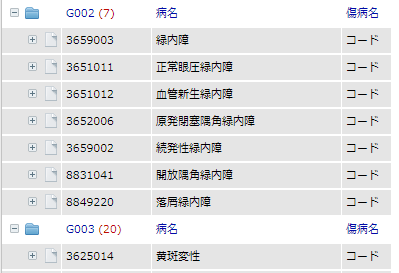 G002 (7) 病名 傷病名
3659003 緑内障 コード
3651011 正常眼圧緑内障 コード
3651012 血管新生緑内障 コード
3652006 原発閉塞隅角緑内障 コード
3659002 続発性緑内障 コード
8831041 開放隅角緑内障 コード
8849220 落屑緑内障 コード
G003 (20) 病名 傷病名
3625014 黄斑変性 コード